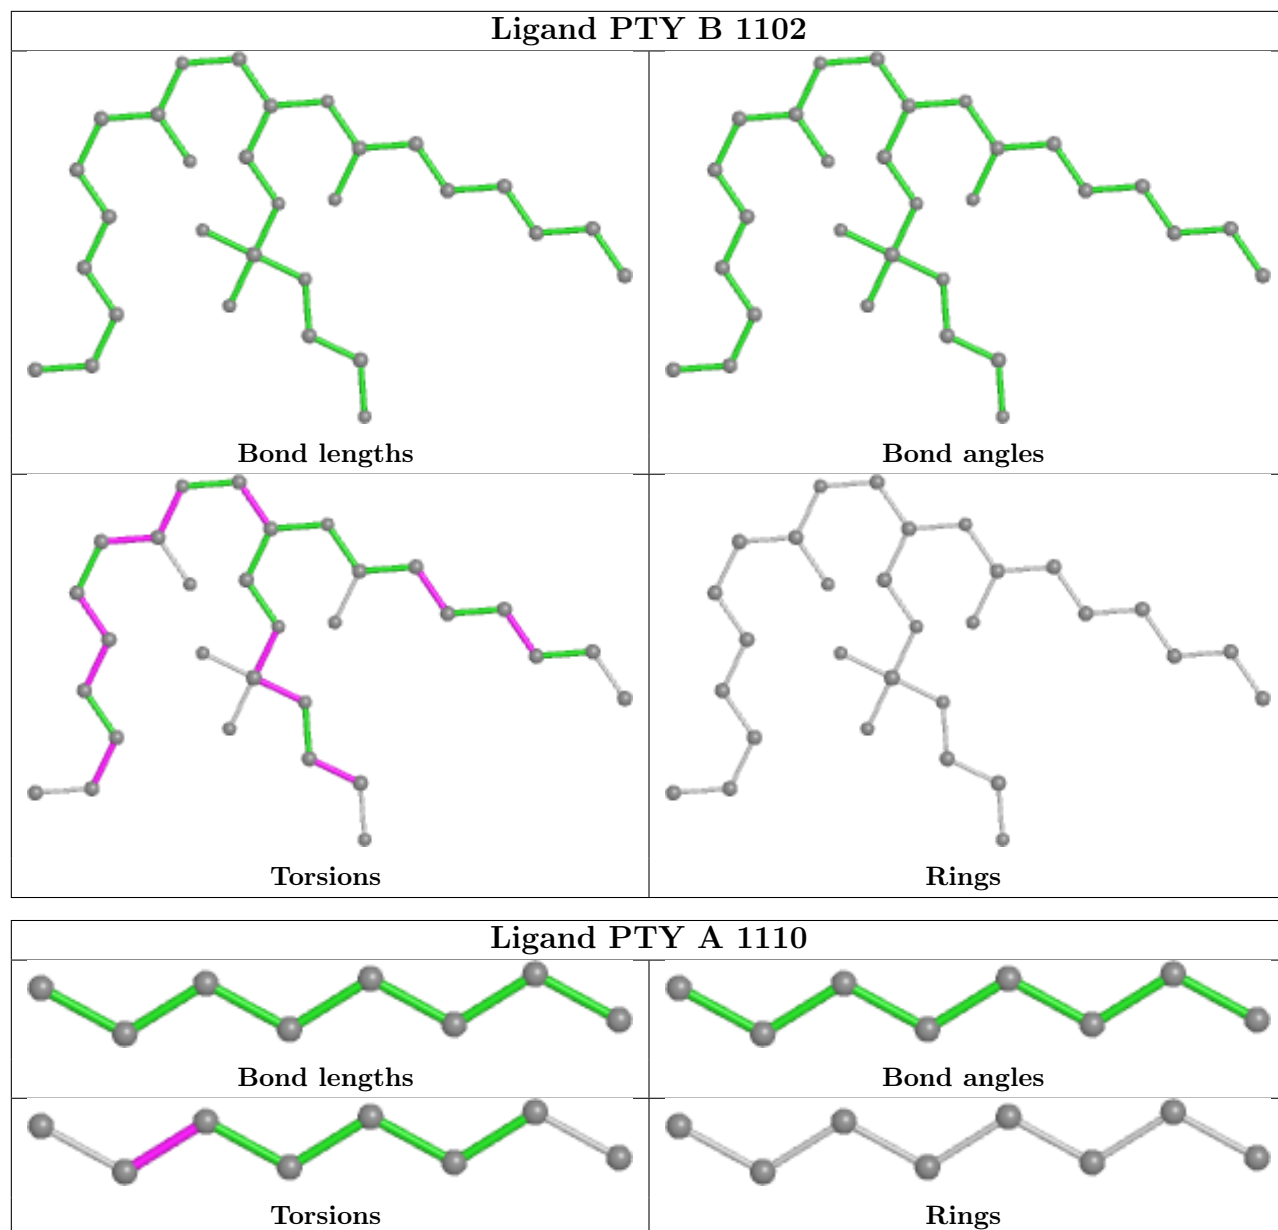 Ligand PTY B 1102
Bond lengths
Bond angles
Torsions
Rings
Ligand PTY A 1110
Bond lengths
Bond angles
Torsions
Rings